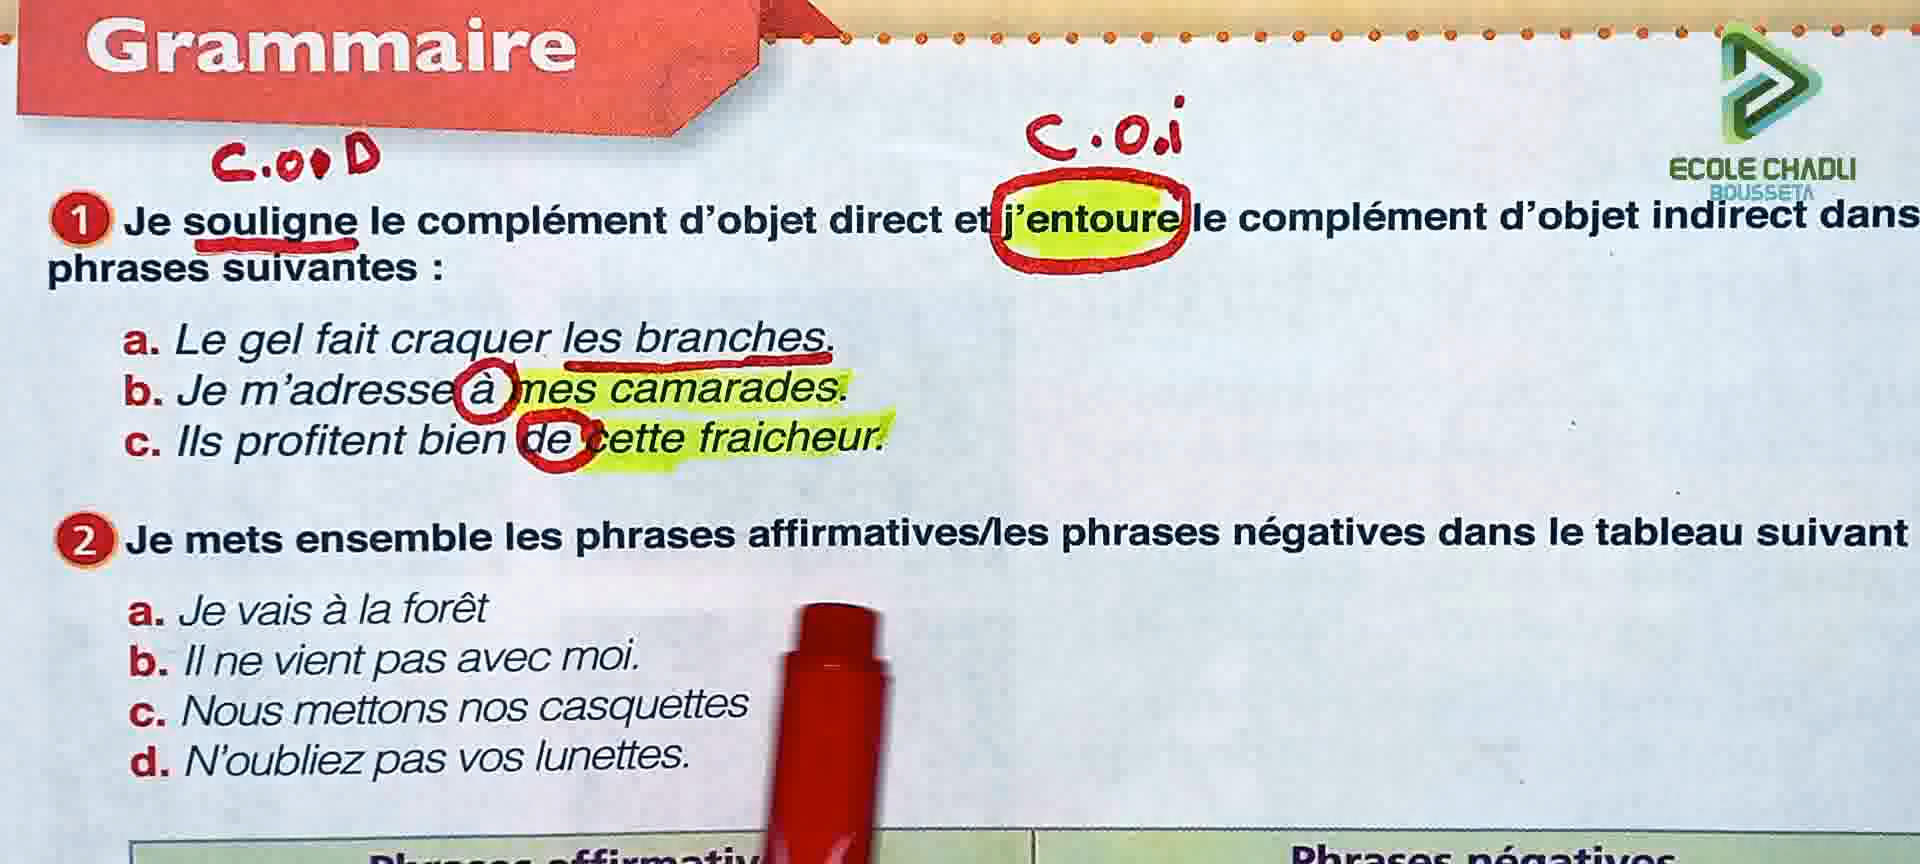 Grammaire
ECOLE CHADLI
BOUSSETA
C.O.D
C.O.i
1 Je souligne le complément d'objet direct et j'entoure le complément d'objet indirect dans
phrases suivantes :
a. Le gel fait craquer les branches.
b. Je m'adresse à mes camarades.
c. Ils profitent bien de cette fraicheur.
2 Je mets ensemble les phrases affirmatives/les phrases négatives dans le tableau suivant
a. Je vais à la forêt
b. Il ne vient pas avec moi.
c. Nous mettons nos casquettes
d. N'oubliez pas vos lunettes.
Phrases affirmativ
Phrases négatives